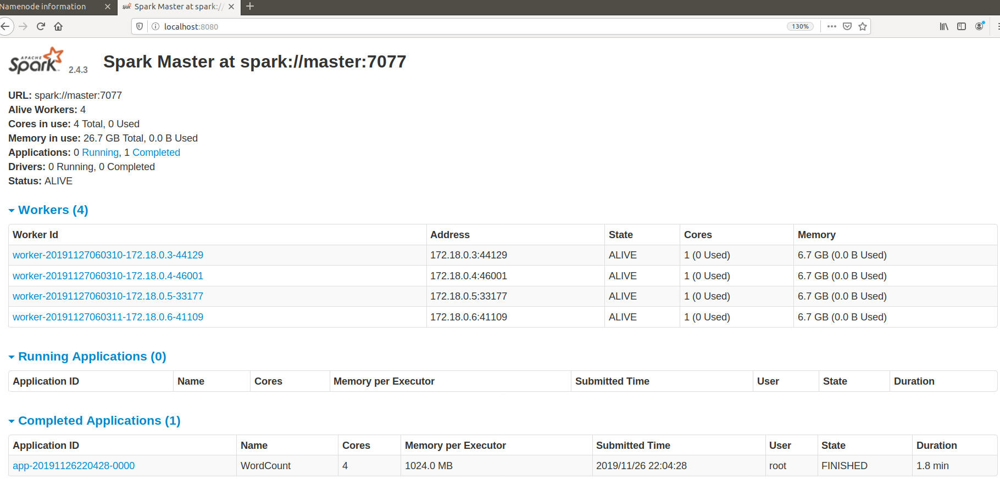 Namenode information
Spark Master at spark://
localhost:8080
130%
APACHE
Spark 2.4.3 Spark Master at spark://master:7077
URL: spark://master:7077
Alive Workers: 4
Cores in use: 4 Total, 0 Used
Memory in use: 26.7 GB Total, 0.0 B Used
Applications: 0 Running, 1 Completed
Drivers: 0 Running, 0 Completed
Status: ALIVE
Workers (4)
Worker Id Address State Cores Memory
worker-20191127060310-172.18.0.3-44129 172.18.0.3:44129 ALIVE 1 (0 Used) 6.7 GB (0.0 B Used)
worker-20191127060310-172.18.0.4-46001 172.18.0.4:46001 ALIVE 1 (0 Used) 6.7 GB (0.0 B Used)
worker-20191127060310-172.18.0.5-33177 172.18.0.5:33177 ALIVE 1 (0 Used) 6.7 GB (0.0 B Used)
worker-20191127060311-172.18.0.6-41109 172.18.0.6:41109 ALIVE 1 (0 Used) 6.7 GB (0.0 B Used)
Running Applications (0)
Application ID Name Cores Memory per Executor Submitted Time User State Duration
Completed Applications (1)
Application ID Name Cores Memory per Executor Submitted Time User State Duration
app-20191126220428-0000 WordCount 4 1024.0 MB 2019/11/26 22:04:28 root FINISHED 1.8 min